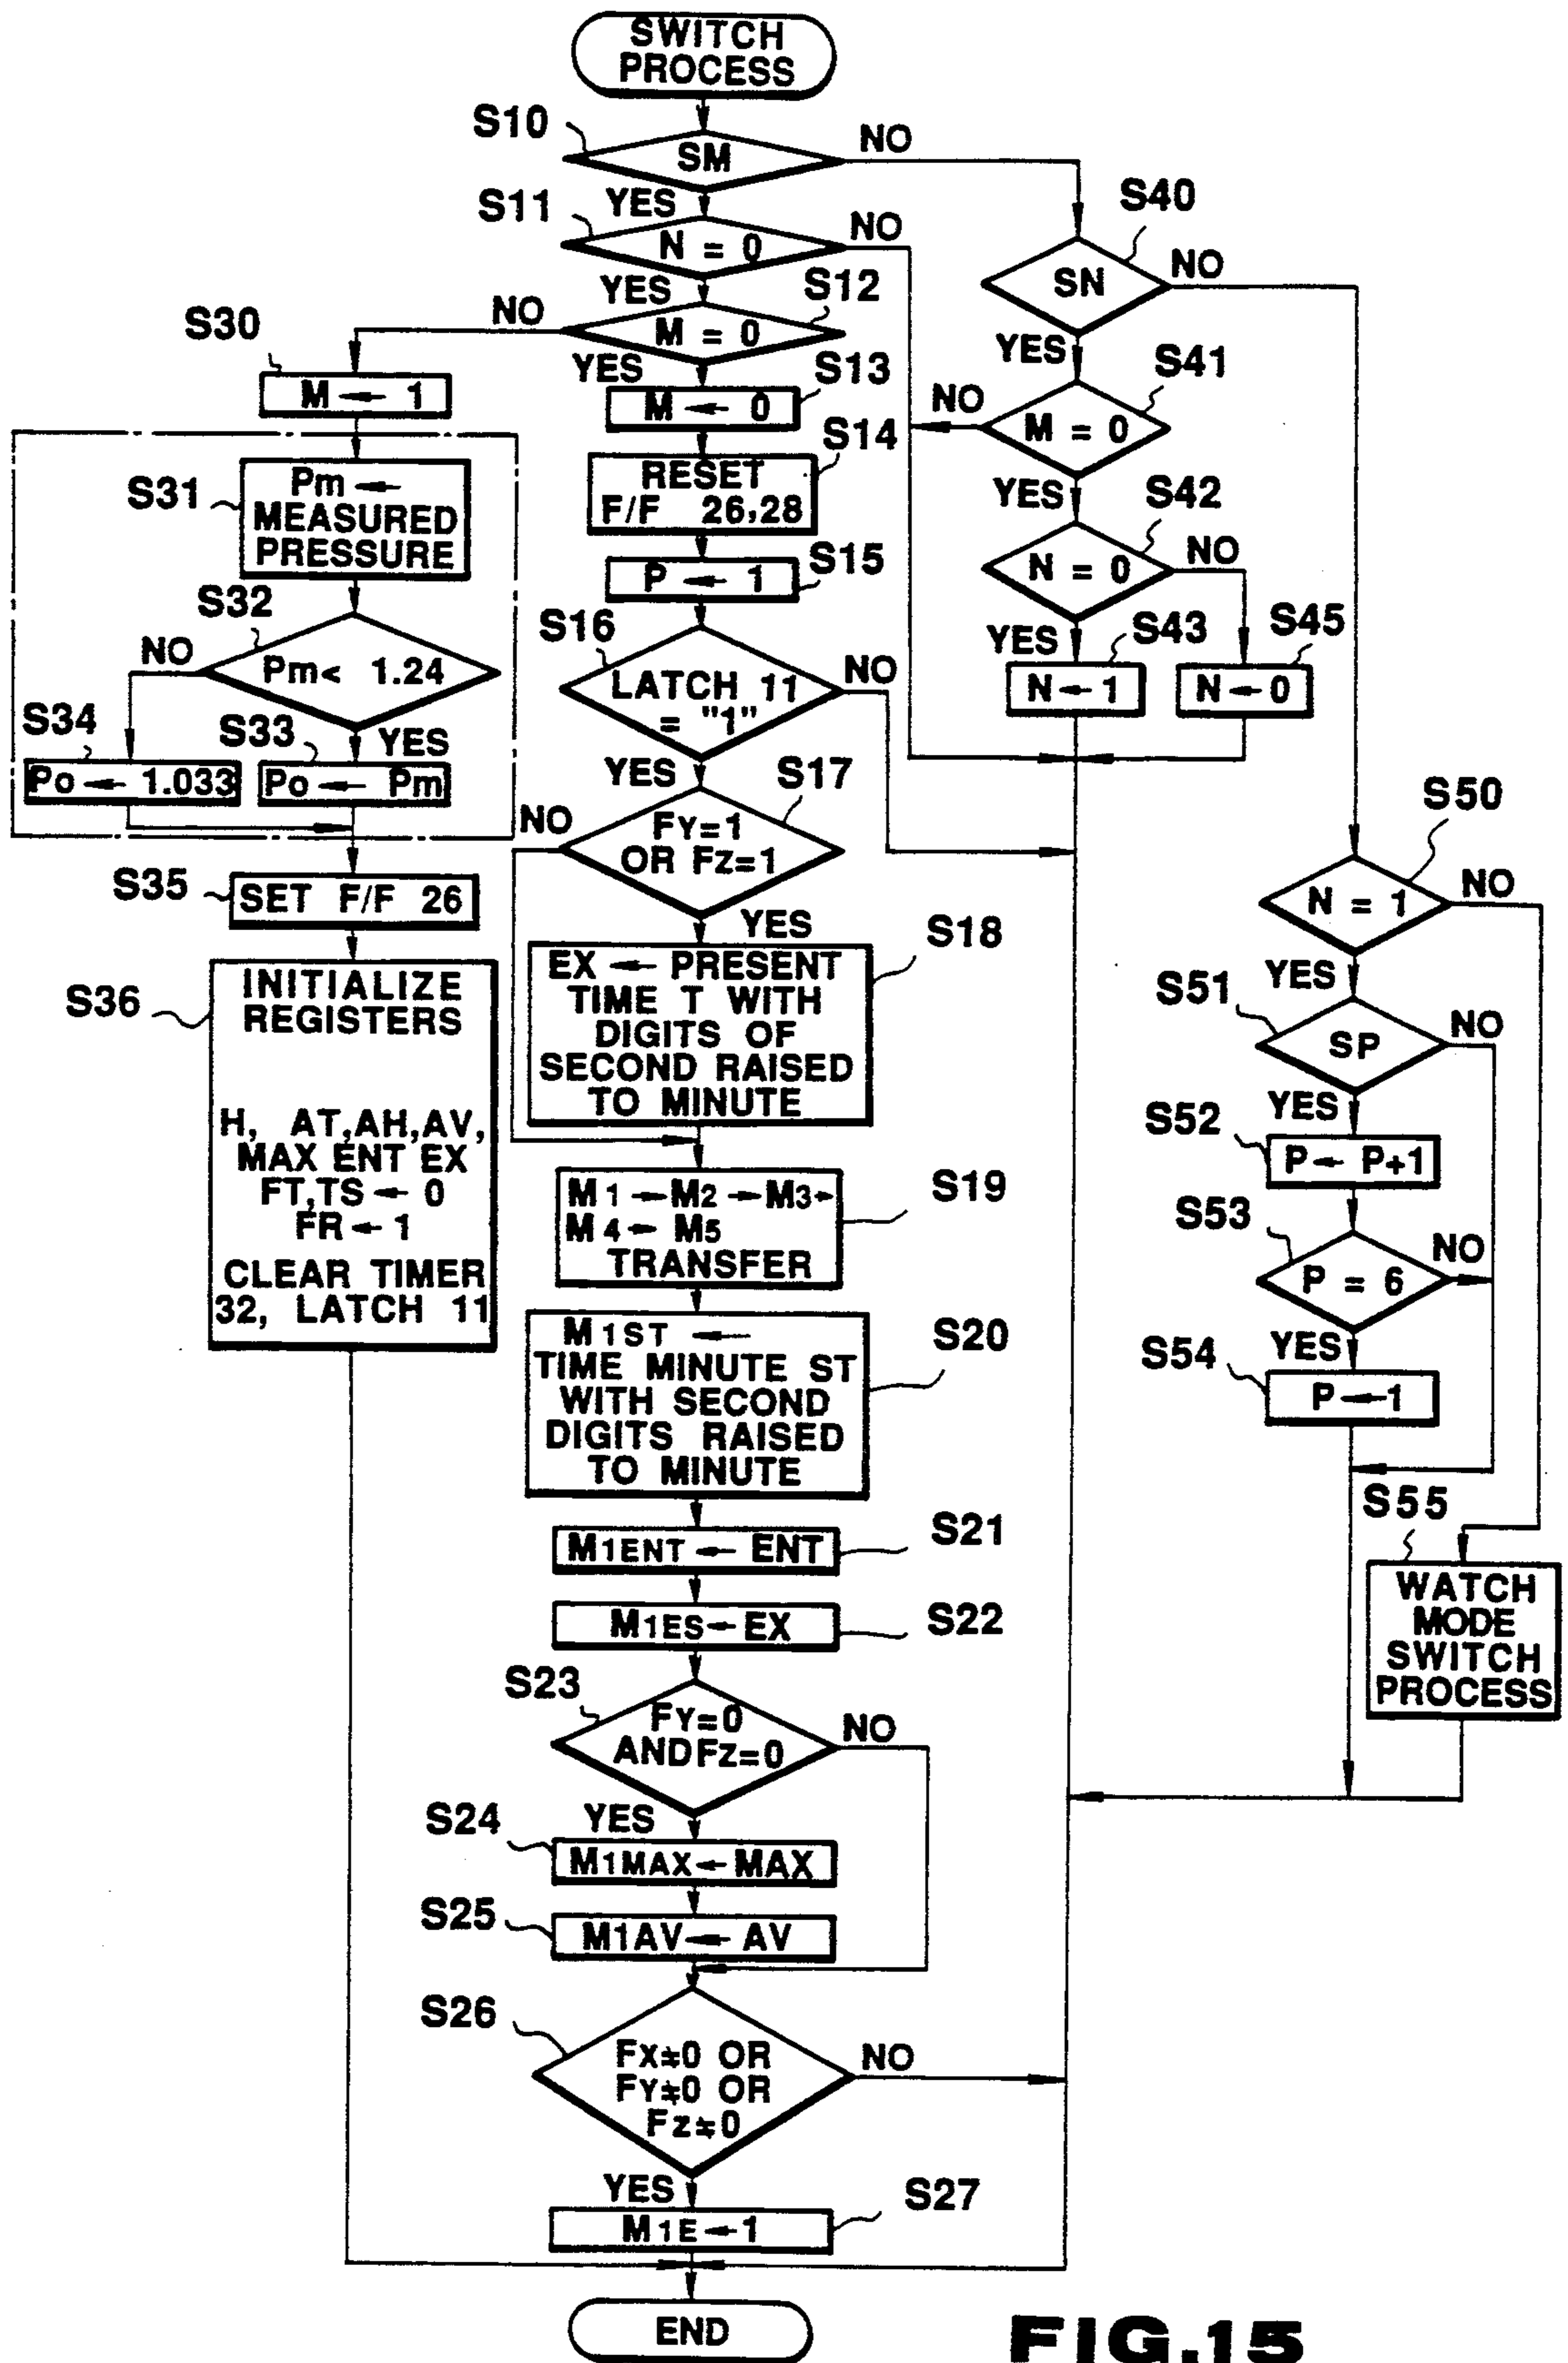 SWITCH
PROCESS
S10
SM
NO
YES
S11
N = 0
NO
YES
S12
M = 0
NO
YES
S30
M ← 1
S13
M ← 0
S14
RESET
F/F 26,28
S31
Pm ←
MEASURED
PRESSURE
S15
P ← 1
S32
Pm< 1.24
NO
YES
S16
LATCH 11
= "1"
NO
YES
S34
Po ← 1.033
S33
Po ← Pm
S17
FY=1
OR FZ=1
NO
YES
S35
SET F/F 26
S36
INITIALIZE
REGISTERS
H, AT,AH,AV,
MAX ENT EX
FT,TS ← 0
FR ← 1
CLEAR TIMER
32, LATCH 11
S18
EX ← PRESENT
TIME T WITH
DIGITS OF
SECOND RAISED
TO MINUTE
S19
M1 → M2 → M3 →
M4 → M5
TRANSFER
S20
M1ST ←
TIME MINUTE ST
WITH SECOND
DIGITS RAISED
TO MINUTE
S21
M1ENT ← ENT
S22
M1ES ← EX
S23
FY=0
AND FZ=0
NO
YES
S24
M1MAX ← MAX
S25
M1AV ← AV
S26
FX≠0 OR
FY≠0 OR
FZ≠0
NO
YES
S27
M1E ← 1
END
S40
SN
NO
YES
S41
M = 0
NO
YES
S42
N = 0
NO
YES
S43
N ← 1
S45
N ← 0
S50
N = 1
NO
YES
S51
SP
NO
YES
S52
P ← P+1
S53
P = 6
NO
YES
S54
P ← 1
S55
WATCH
MODE
SWITCH
PROCESS
FIG.15